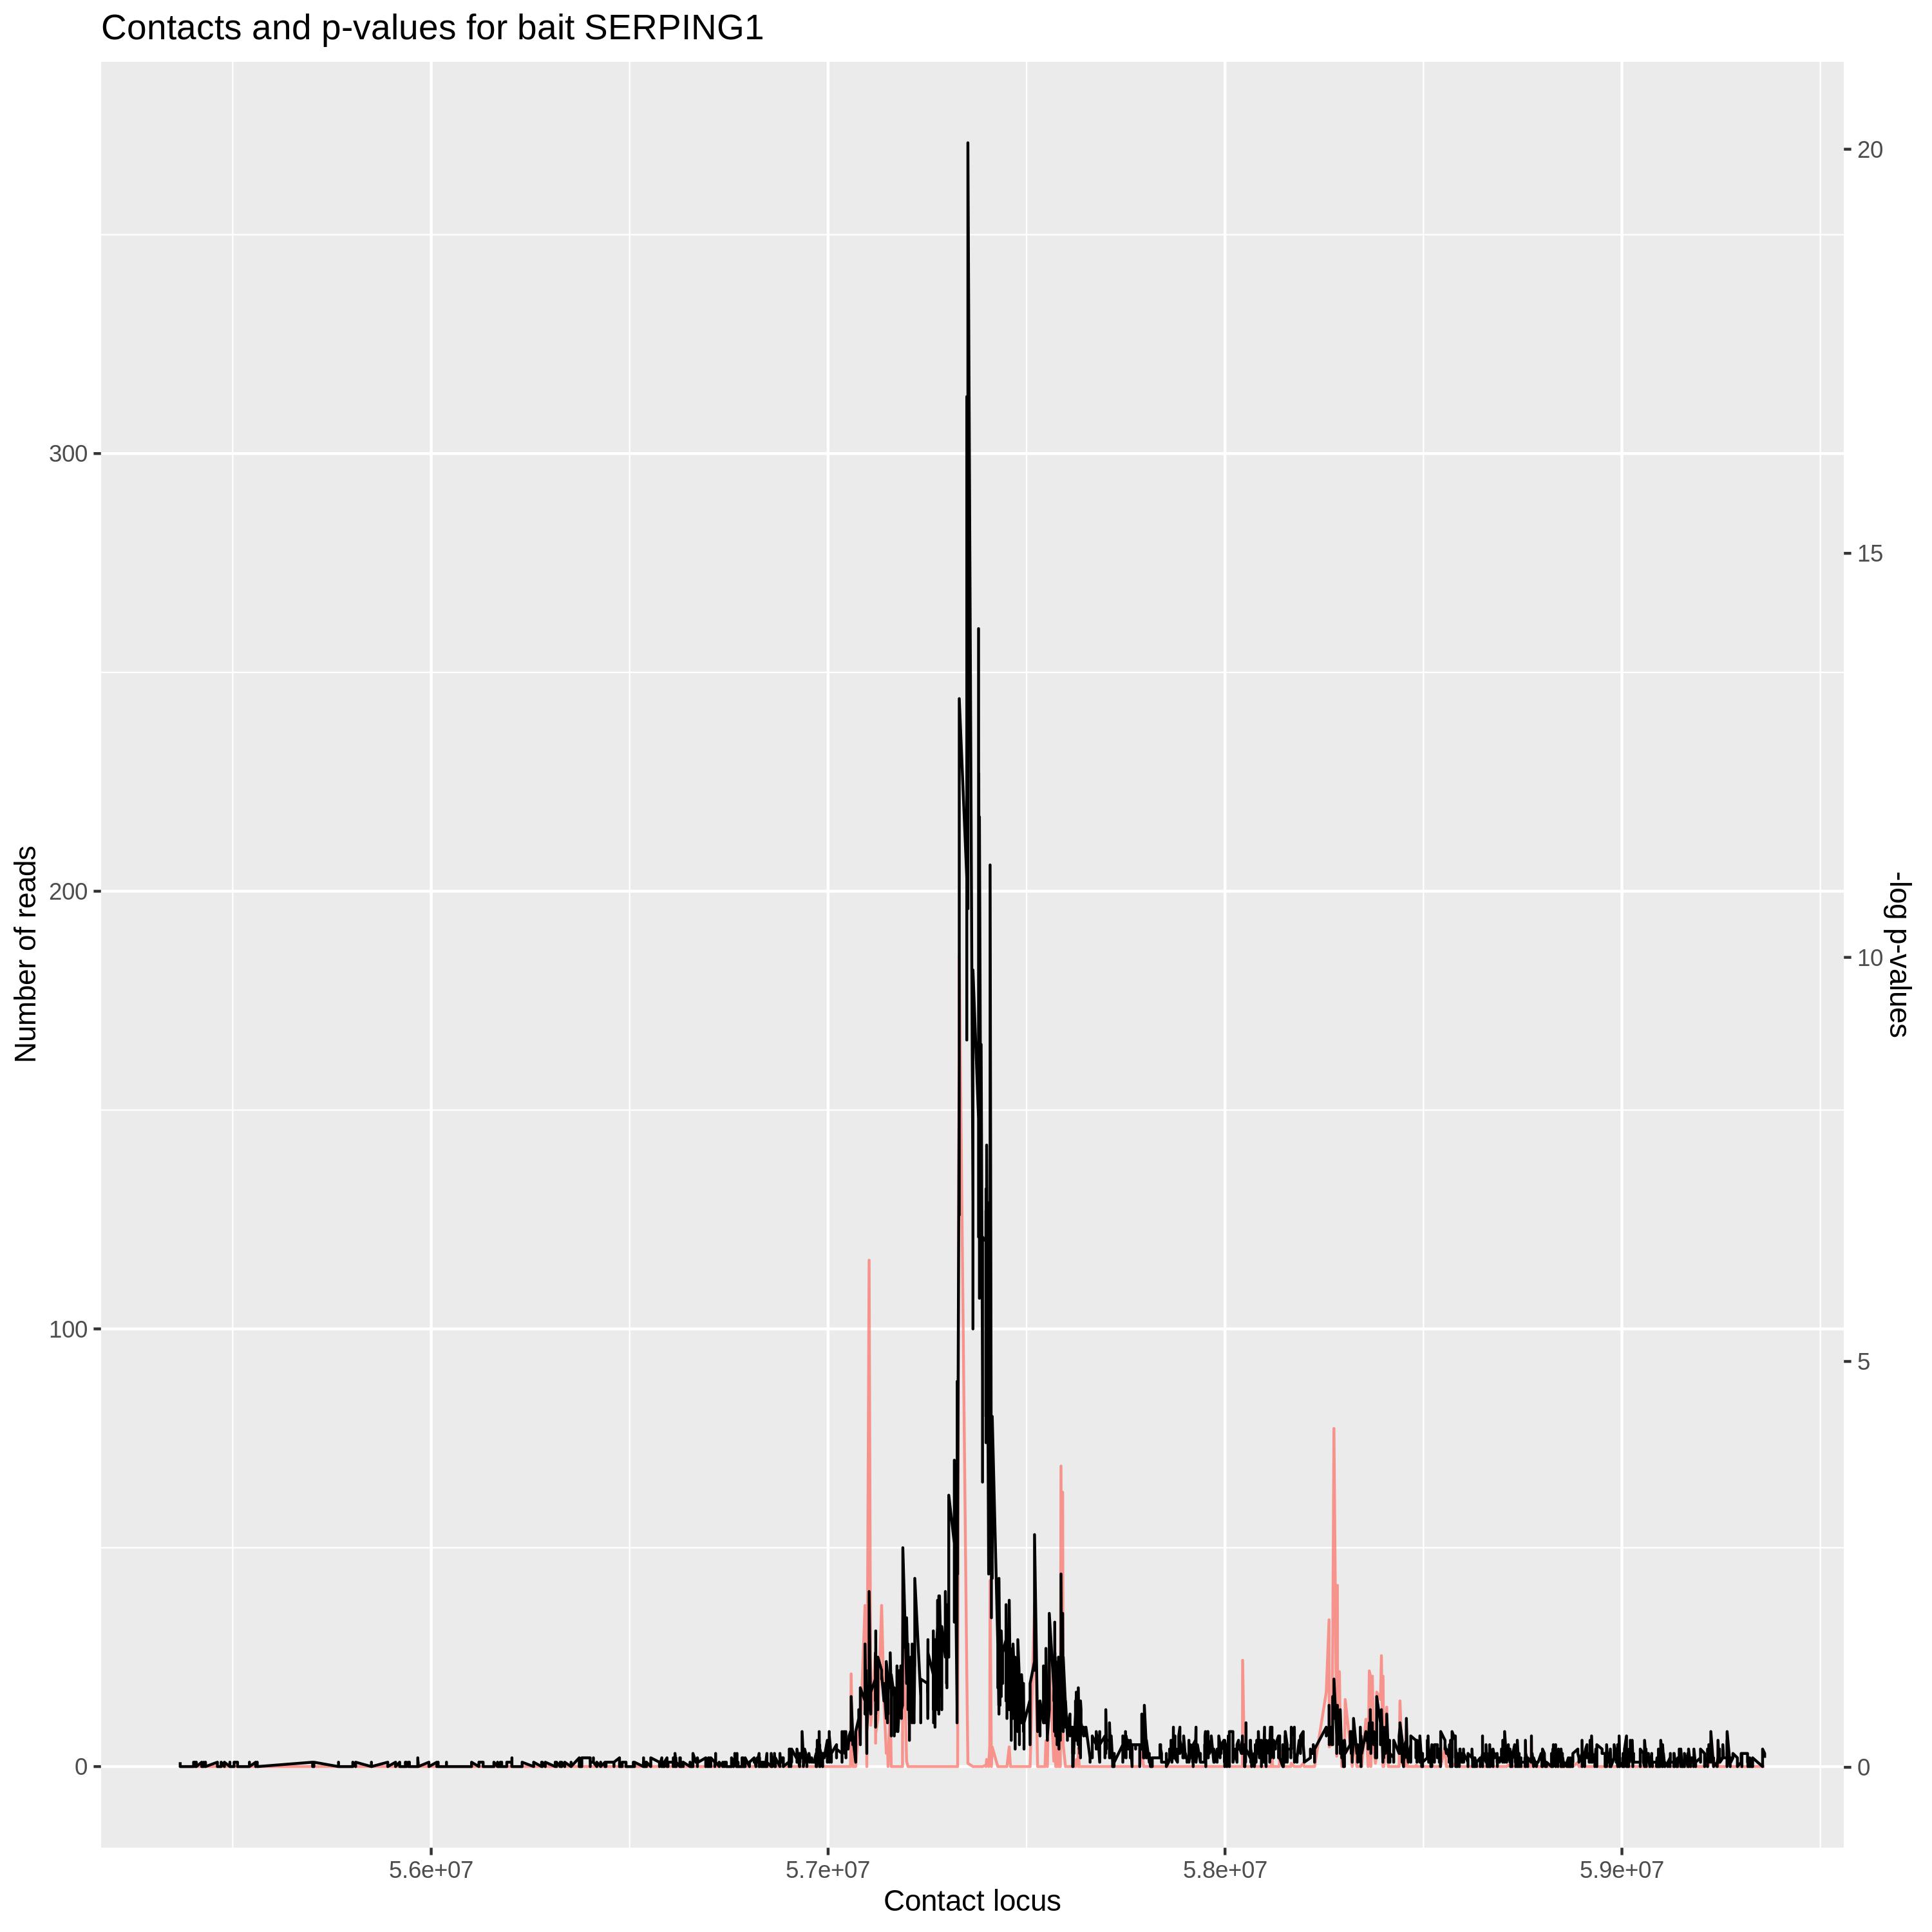 Contacts and p-values for bait SERPING1
Number of reads
300
200
100
0
20
15
10
5
0
-log p-values
5.6e+07
5.7e+07
5.8e+07
5.9e+07
Contact locus